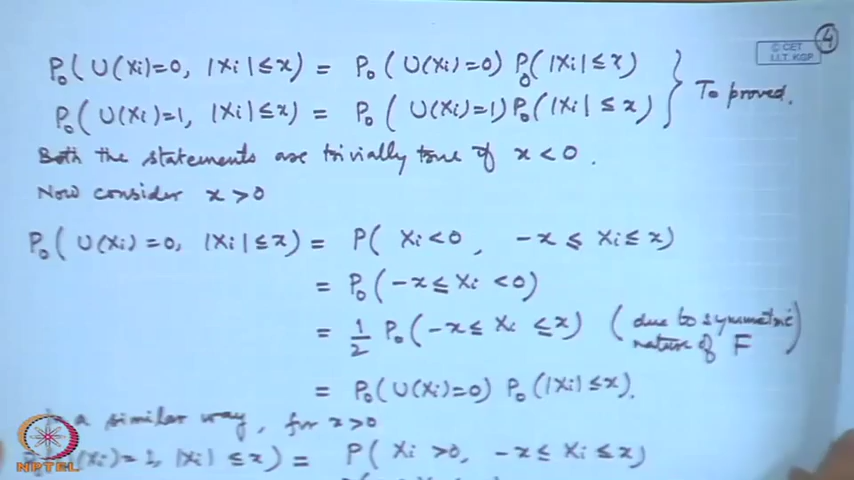 4
© CET
I.I.T. KGP
P₀( U(Xi)=0, |Xi| ≤ x) = P₀( U(Xi)=0) P₀(|Xi| ≤ x)
P₀( U(Xi)=1, |Xi| ≤ x) = P₀( U(Xi)=1) P₀(|Xi| ≤ x) } To proved.
Both the statements are trivially true if x < 0.
Now consider x > 0
P₀( U(Xi) = 0, |Xi| ≤ x) = P( Xi < 0, -x ≤ Xi ≤ x)
= P₀( -x ≤ Xi < 0)
= 1/2 P₀( -x ≤ Xi ≤ x) ( due to symmetric
nature of F )
= P₀(U(Xi)=0) P₀(|Xi| ≤ x).
a similar way, for x > 0
(Xi) = 1, |Xi| ≤ x) = P( Xi > 0, -x ≤ Xi ≤ x)
NPTEL